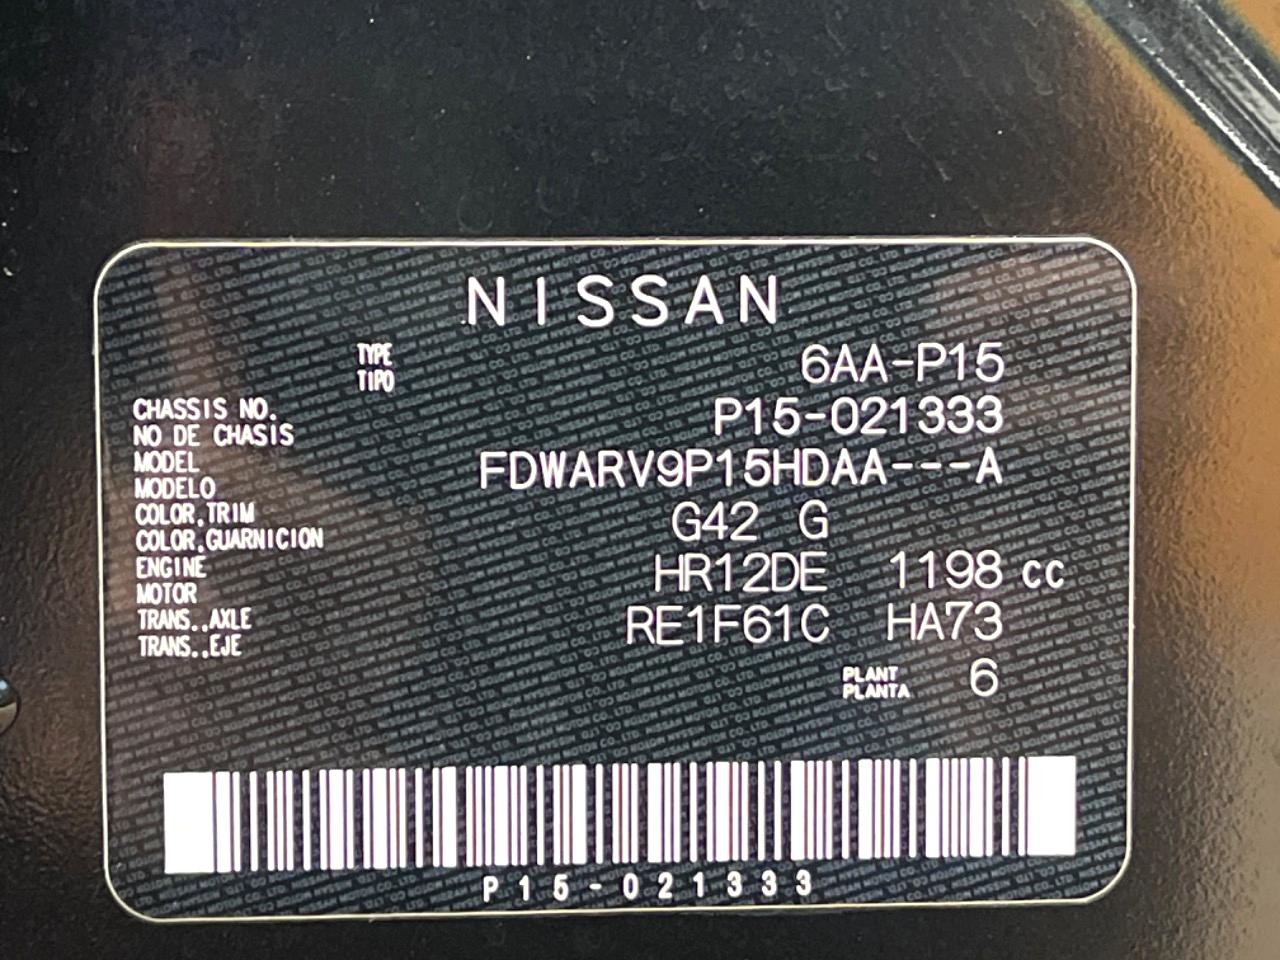 NISSAN
TYPE
TIPO 6AA-P15
CHASSIS NO.
NO DE CHASIS P15-021333
MODEL
MODELO FDWARV9P15HDAA---A
COLOR,TRIM
COLOR,GUARNICION G42 G
ENGINE
MOTOR HR12DE 1198 cc
TRANS.,AXLE
TRANS.,EJE RE1F61C HA73
PLANT
PLANTA 6
P15-021333